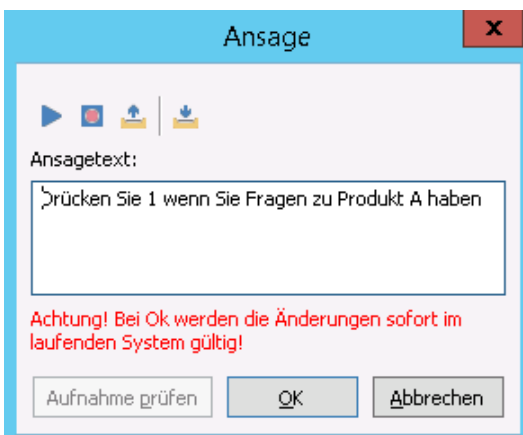 Ansage
x
Ansagetext:
Drücken Sie 1 wenn Sie Fragen zu Produkt A haben
Achtung! Bei Ok werden die Änderungen sofort im
laufenden System gültig!
Aufnahme prüfen
OK
Abbrechen